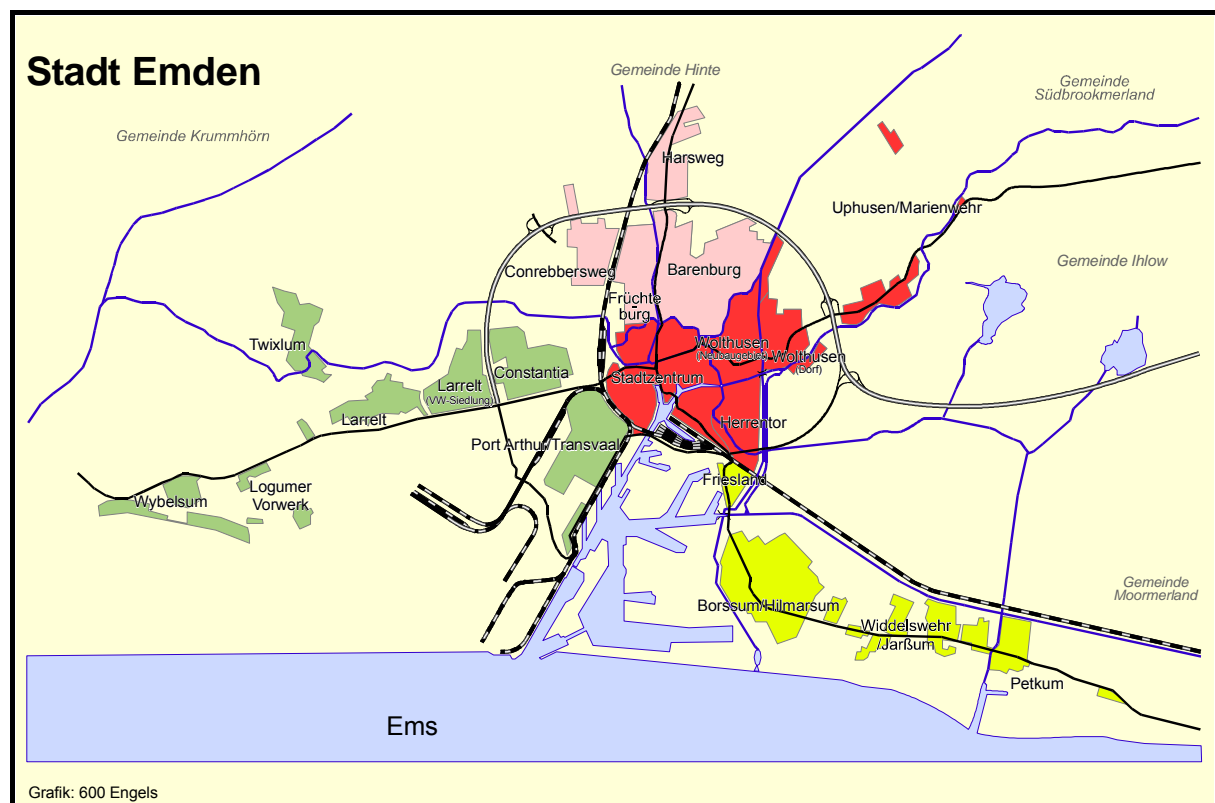 Stadt Emden
Gemeinde Hinte
Gemeinde
Südbrookmerland
Gemeinde Krummhörn
Harsweg
Uphusen/Marienwehr
Gemeinde Ihlow
Conrebbersweg
Barenburg
Früchte
-
burg
Twixlum
Wolthusen
(Neubaugebiet)
Wolthusen
(Dorf)
Constantia
Stadtzentrum
Larrelt
(VW-Siedlung)
Larrelt
Herrentor
Port Arthur/Transvaal
Friesland
Logumer
Vorwerk
Wybelsum
Gemeinde
Moormerland
Borssum/Hilmarsum
Widdelswehr
/Jarßum
Petkum
Ems
Grafik: 600 Engels